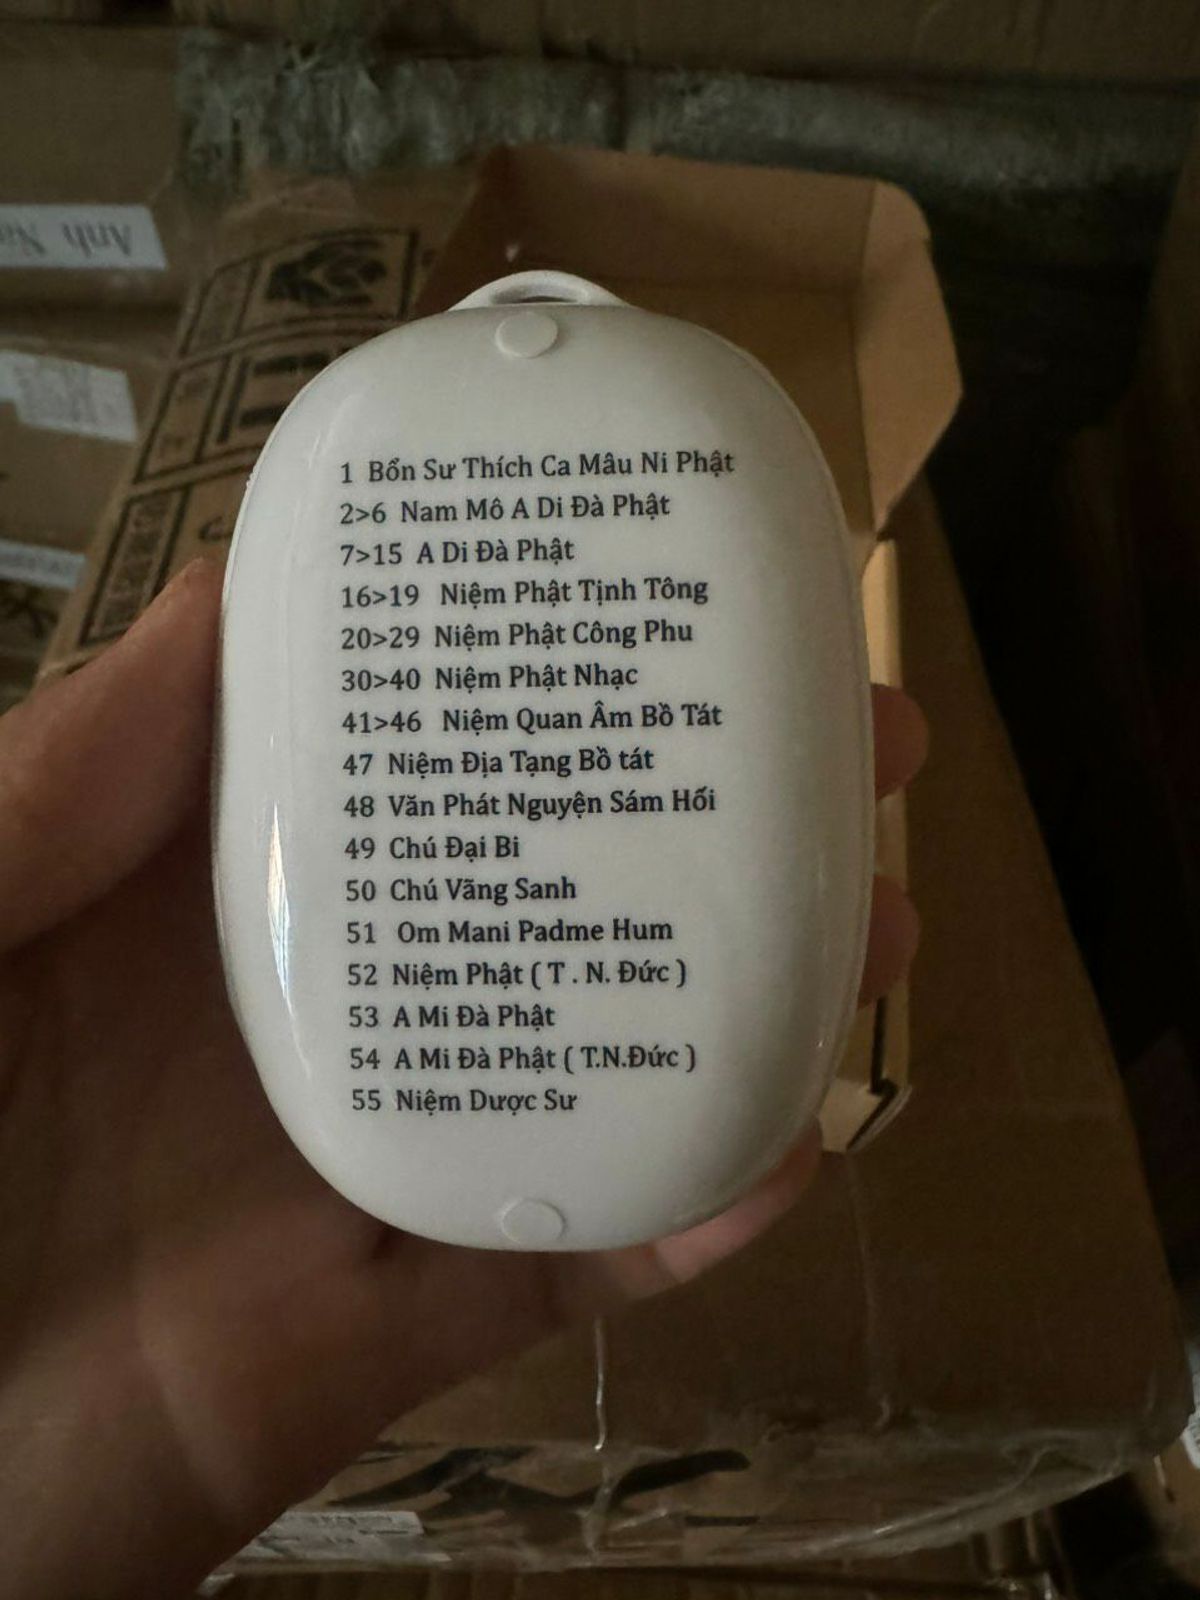 Anh
1 Bổn Sư Thích Ca Mâu Ni Phật
2>6 Nam Mô A Di Đà Phật
7>15 A Di Đà Phật
16>19 Niệm Phật Tịnh Tông
20>29 Niệm Phật Công Phu
30>40 Niệm Phật Nhạc
41>46 Niệm Quan Âm Bồ Tát
47 Niệm Địa Tạng Bồ tát
48 Văn Phát Nguyện Sám Hối
49 Chú Đại Bi
50 Chú Vãng Sanh
51 Om Mani Padme Hum
52 Niệm Phật ( T . N. Đức )
53 A Mi Đà Phật
54 A Mi Đà Phật ( T.N.Đức )
55 Niệm Dược Sư